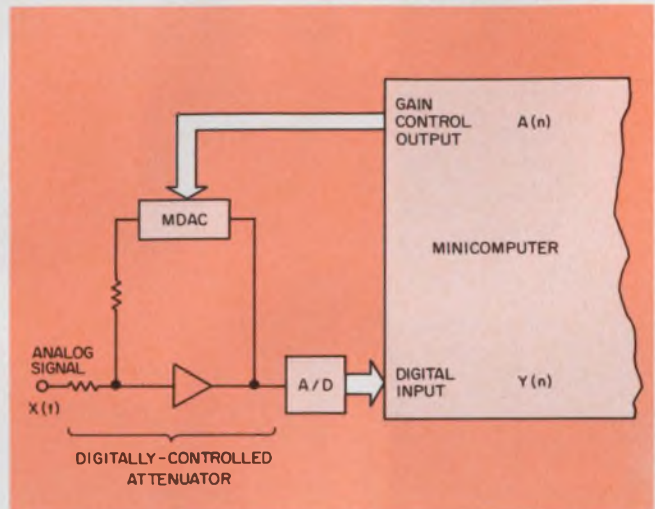 GAIN
CONTROL
OUTPUT
A(n)
MDAC
MINICOMPUTER
ANALOG
SIGNAL
X(t)
A/D
DIGITAL
INPUT
Y(n)
DIGITALLY-CONTROLLED
ATTENUATOR